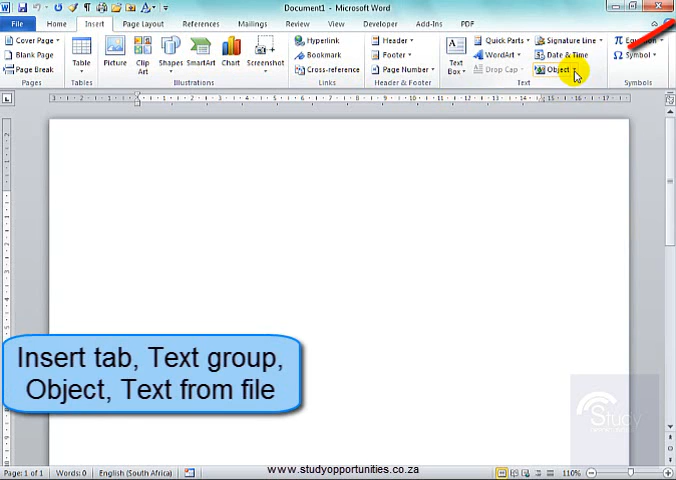 Document1 - Microsoft Word
File Home Insert Page Layout References Mailings Review View Developer Add-Ins PDF
Cover Page
Blank Page
Page Break
Pages
Table
Tables
Picture
Clip
Art
Shapes
SmartArt
Chart
Screenshot
Illustrations
Hyperlink
Bookmark
Cross-reference
Links
Header
Footer
Page Number
Header & Footer
Text
Box
Quick Parts
WordArt
Drop Cap
Signature Line
Date & Time
Object
Text
Symbol
Symbols
Insert tab, Text group,
Object, Text from file
Study
www.studyopportunities.co.za
Page: 1 of 1 Words: 0 English (South Africa) 110%